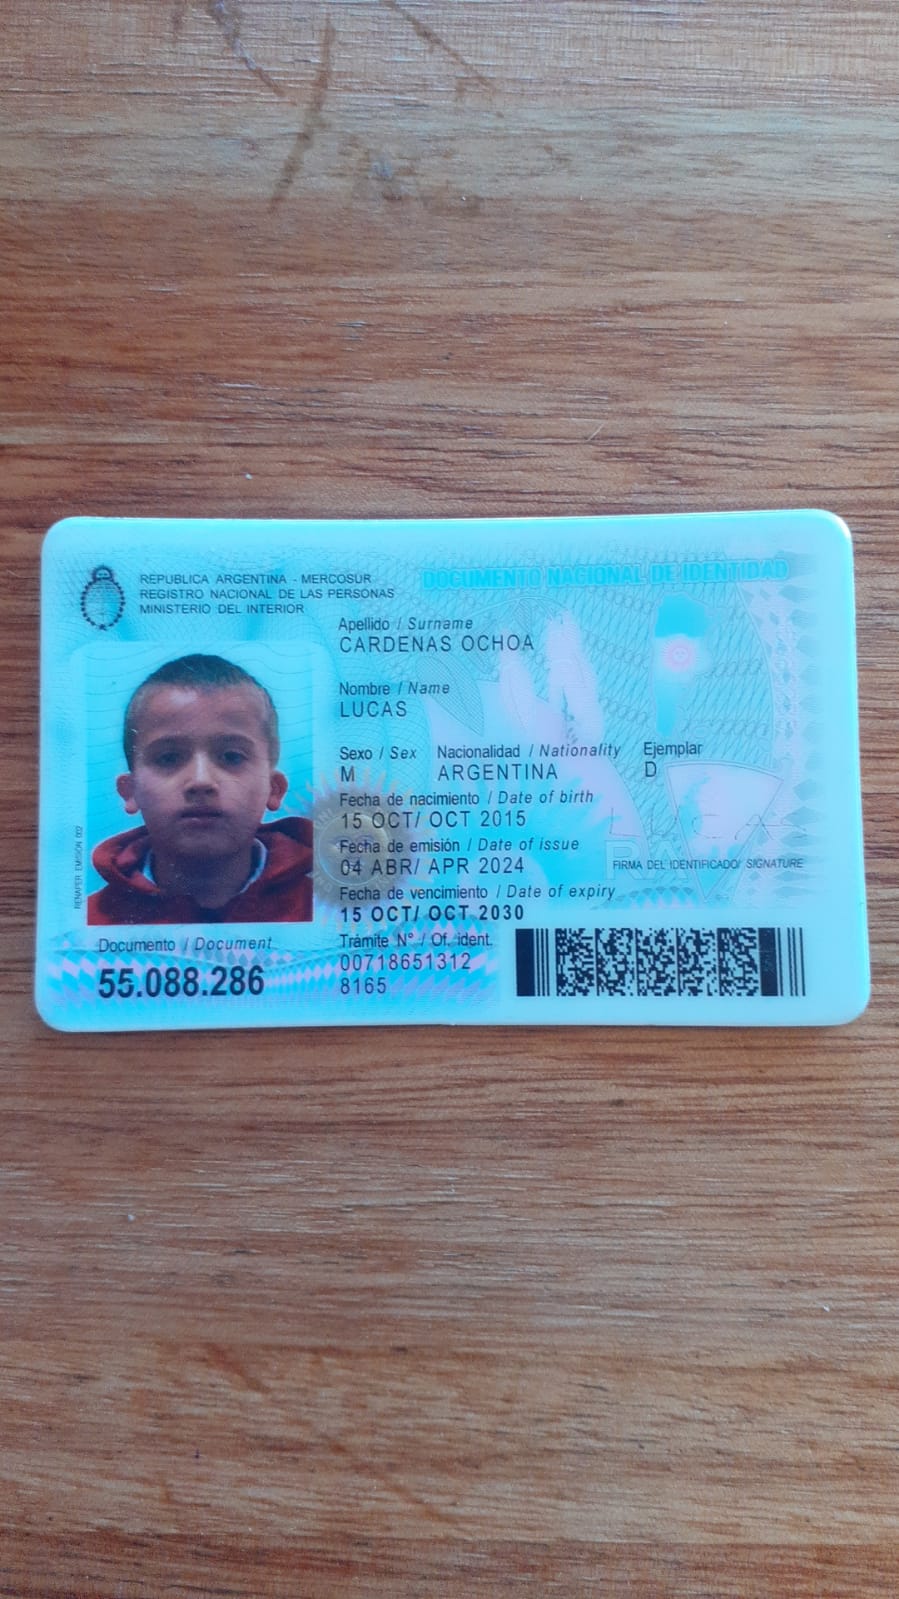 REPUBLICA ARGENTINA - MERCOSUR
REGISTRO NACIONAL DE LAS PERSONAS
MINISTERIO DEL INTERIOR
DOCUMENTO NACIONAL DE IDENTIDAD
Apellido / Surname
CARDENAS OCHOA
Nombre / Name
LUCAS
Sexo / Sex Nacionalidad / Nationality Ejemplar
M ARGENTINA D
Fecha de nacimiento / Date of birth
15 OCT/ OCT 2015
Fecha de emisión / Date of issue
04 ABR/ APR 2024
FIRMA DEL IDENTIFICADO/ SIGNATURE
Fecha de vencimiento / Date of expiry
15 OCT/ OCT 2030
Documento / Document
55.088.286
Trámite N° / Of. ident.
00718651312
8165
RENAPER EMISIÓN 002